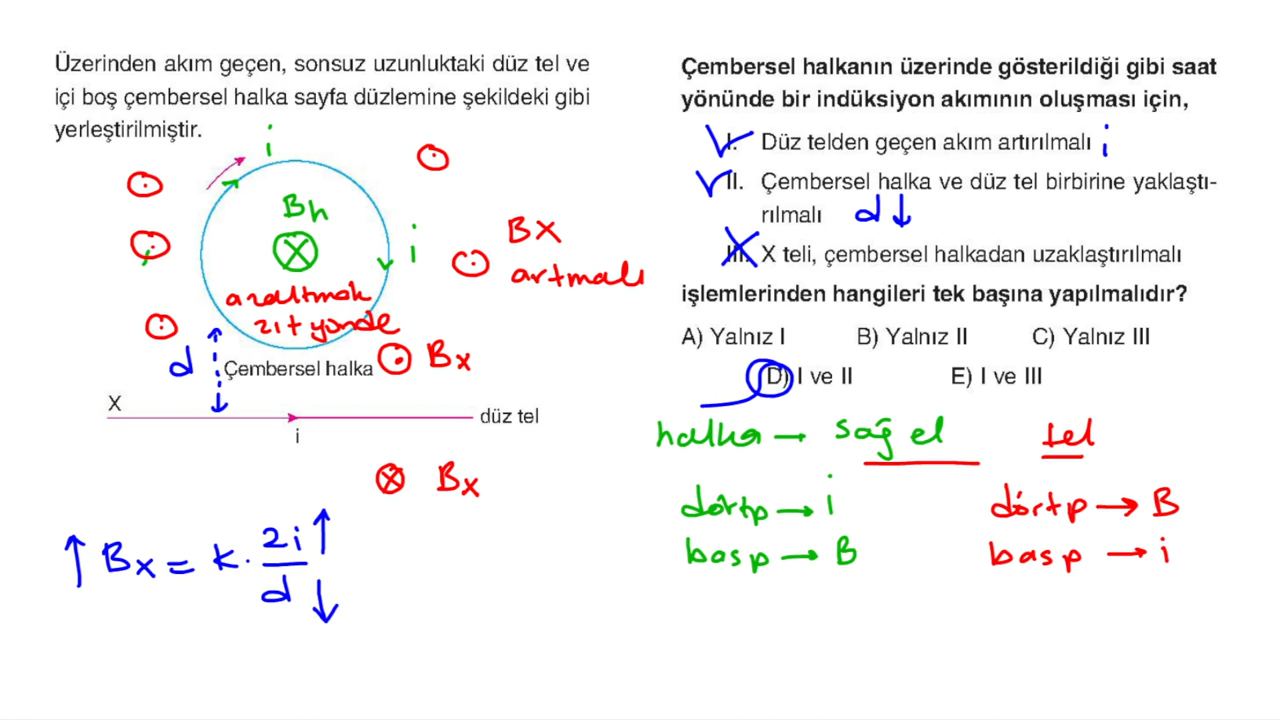 Üzerinden akım geçen, sonsuz uzunluktaki düz tel ve
içi boş çembersel halka sayfa düzlemine şekildeki gibi
yerleştirilmiştir.
i
Bh
i
azaltmak
zıt yönde
BX
artmalı
d
Çembersel halka
Bx
X
düz tel
i
Bx
↑ Bx = k. 2i ↑
d ↓
Çembersel halkanın üzerinde gösterildiği gibi saat
yönünde bir indüksiyon akımının oluşması için,
I. Düz telden geçen akım artırılmalı i
II. Çembersel halka ve düz tel birbirine yaklaştı-
rılmalı d↓
III. X teli, çembersel halkadan uzaklaştırılmalı
işlemlerinden hangileri tek başına yapılmalıdır?
A) Yalnız I B) Yalnız II C) Yalnız III
D) I ve II E) I ve III
halka → sağ el tel
dörtp → i dörtp → B
basp → B basp → i